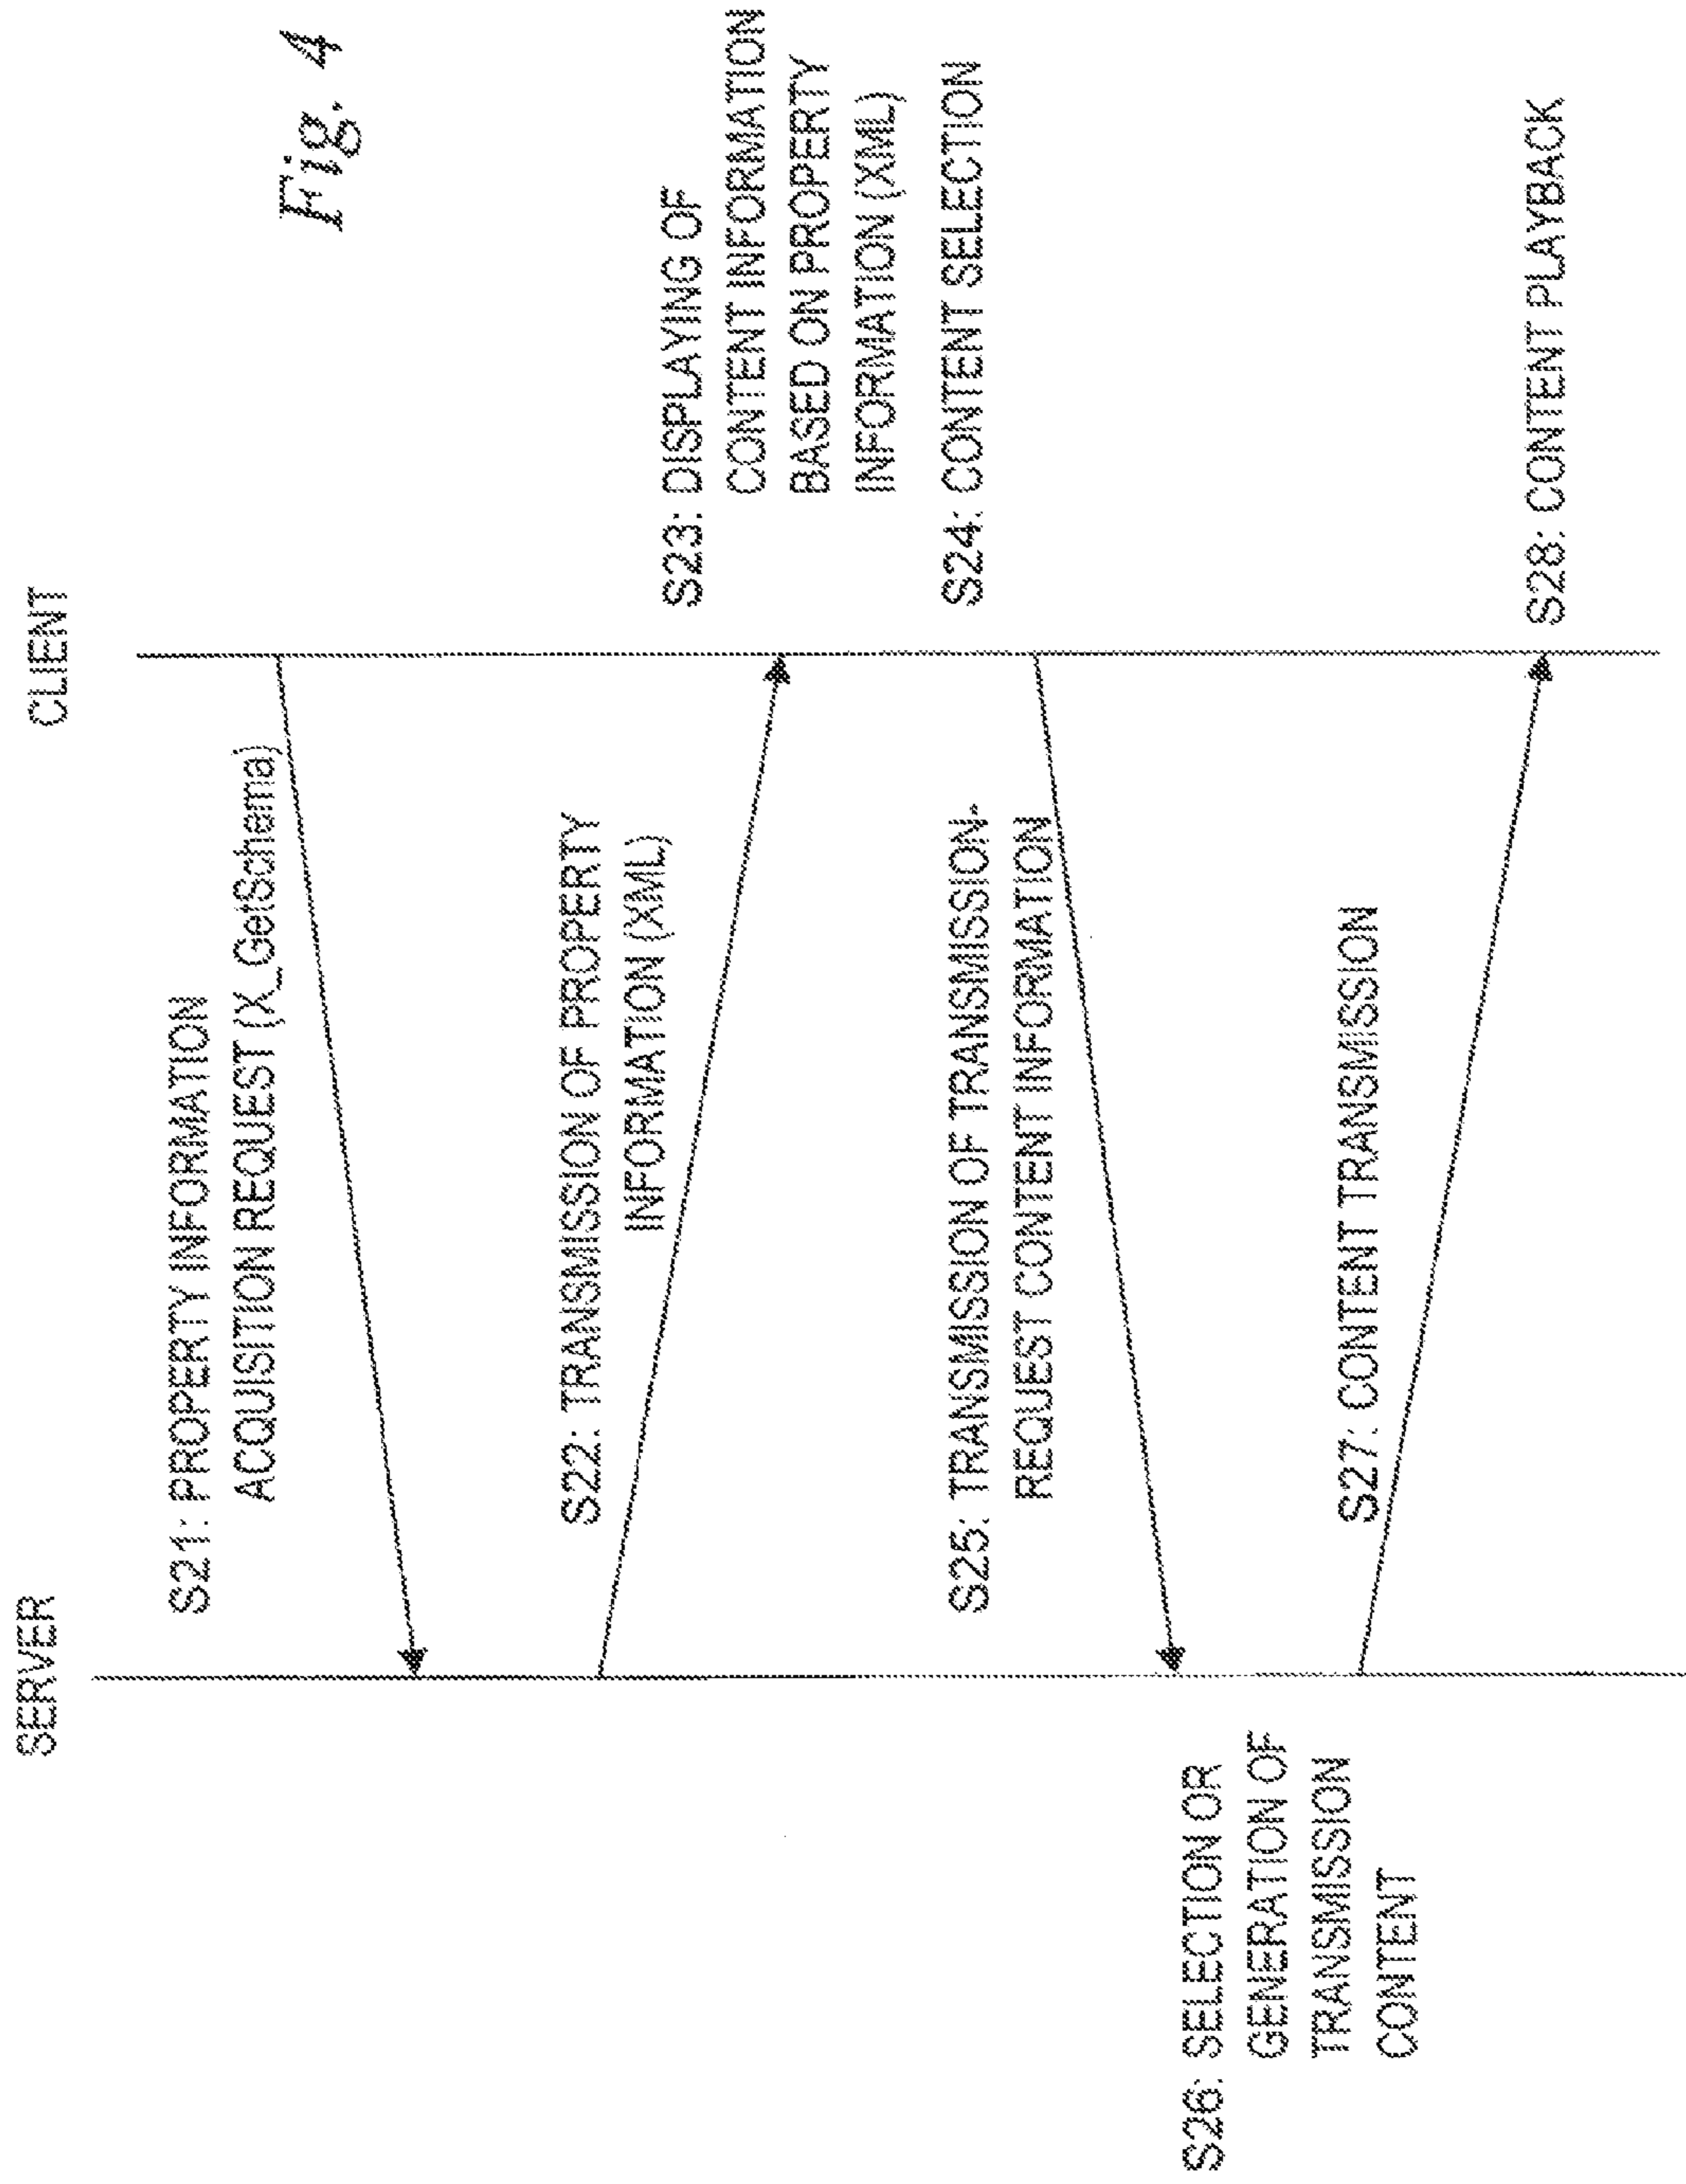 Fig. 4
SERVER
CLIENT
S21: PROPERTY INFORMATION
ACQUISITION REQUEST (X_GetSchema)
S22: TRANSMISSION OF PROPERTY
INFORMATION (XML)
S23: DISPLAYING OF
CONTENT INFORMATION
BASED ON PROPERTY
INFORMATION (XML)
S24: CONTENT SELECTION
S25: TRANSMISSION OF TRANSMISSION-
REQUEST CONTENT INFORMATION
S26: SELECTION OR
GENERATION OF
TRANSMISSION
CONTENT
S27: CONTENT TRANSMISSION
S28: CONTENT PLAYBACK